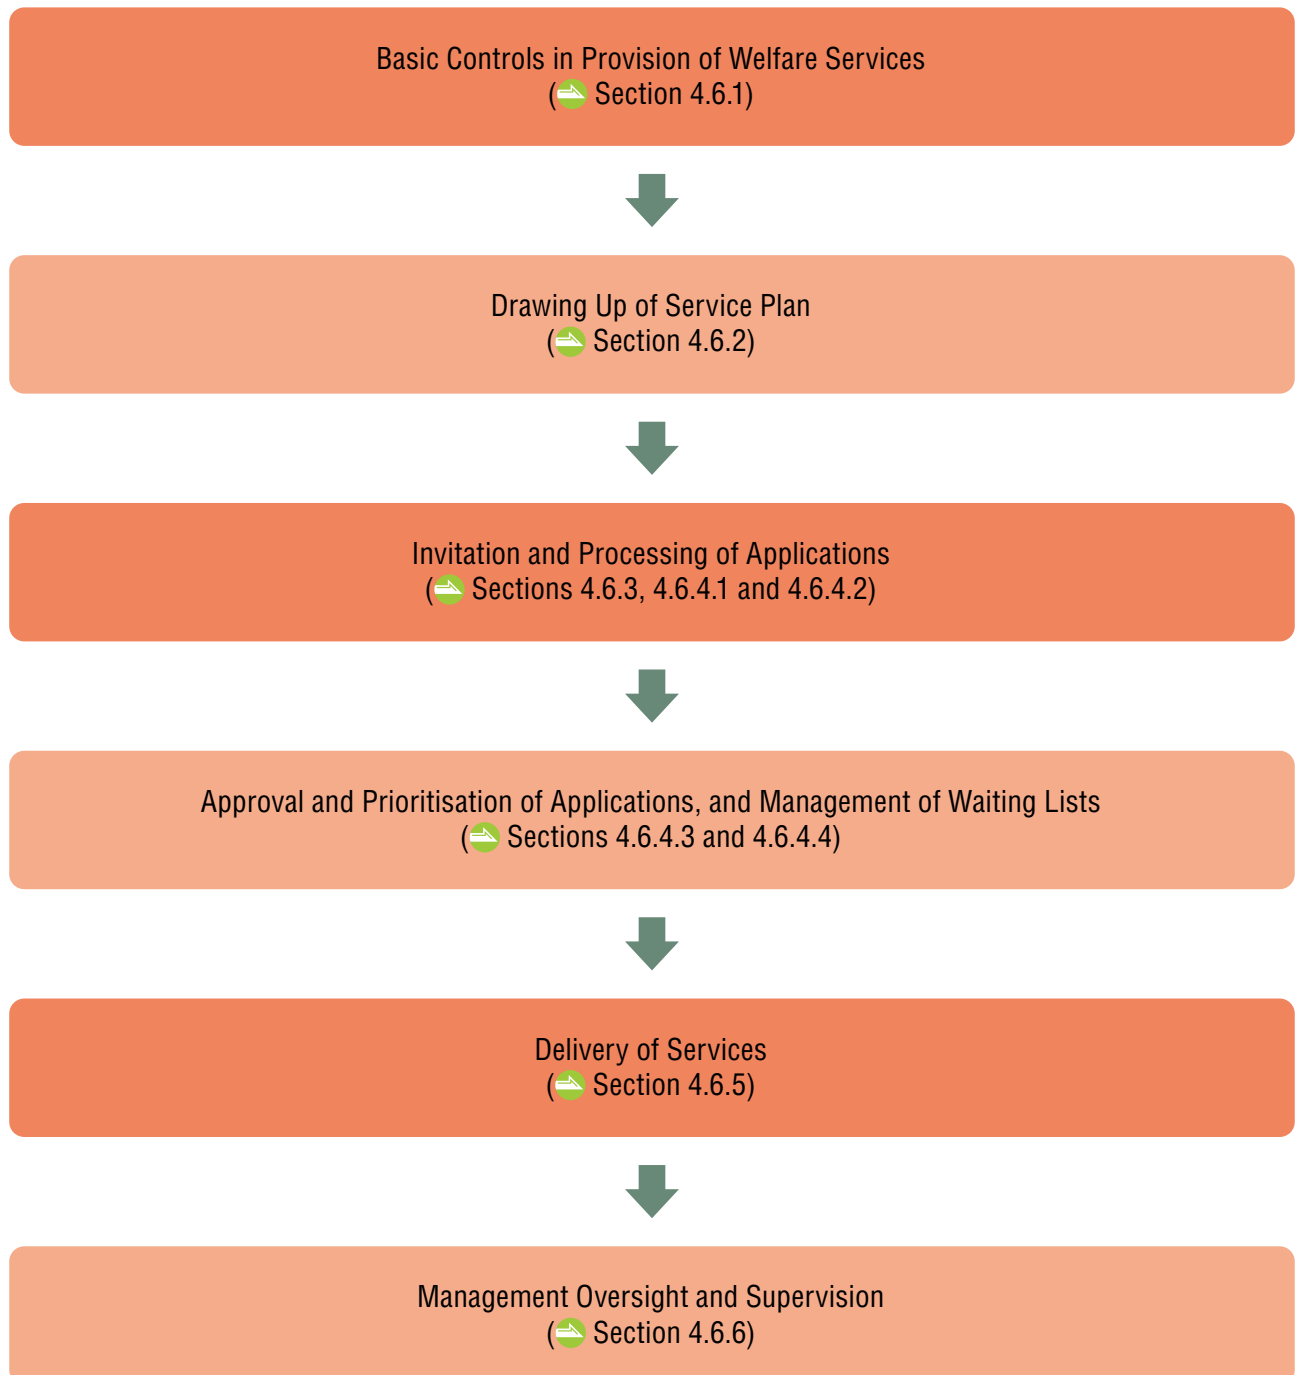 Basic Controls in Provision of Welfare Services
( Section 4.6.1)
Drawing Up of Service Plan
( Section 4.6.2)
Invitation and Processing of Applications
( Sections 4.6.3, 4.6.4.1 and 4.6.4.2)
Approval and Prioritisation of Applications, and Management of Waiting Lists
( Sections 4.6.4.3 and 4.6.4.4)
Delivery of Services
( Section 4.6.5)
Management Oversight and Supervision
( Section 4.6.6)